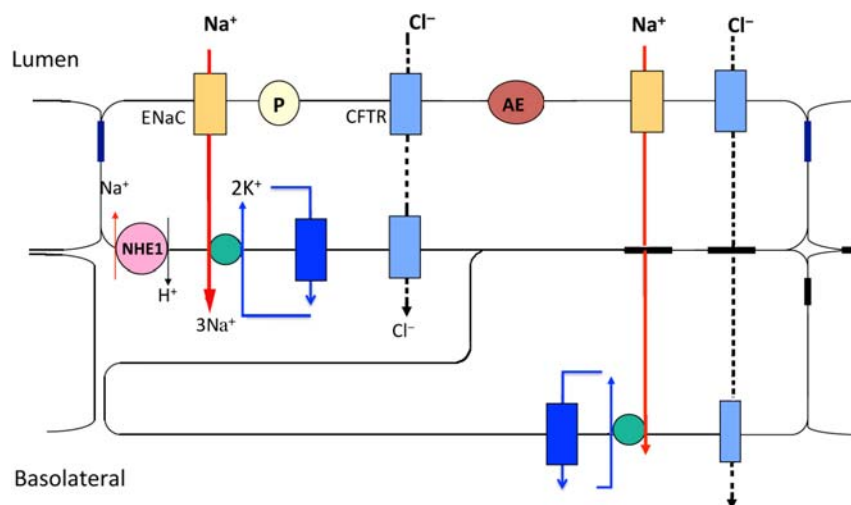 Na⁺
Cl⁻
Na⁺
Cl⁻
Lumen
ENaC
P
CFTR
AE
Na⁺
2K⁺
NHE1
H⁺
3Na⁺
Cl⁻
Basolateral